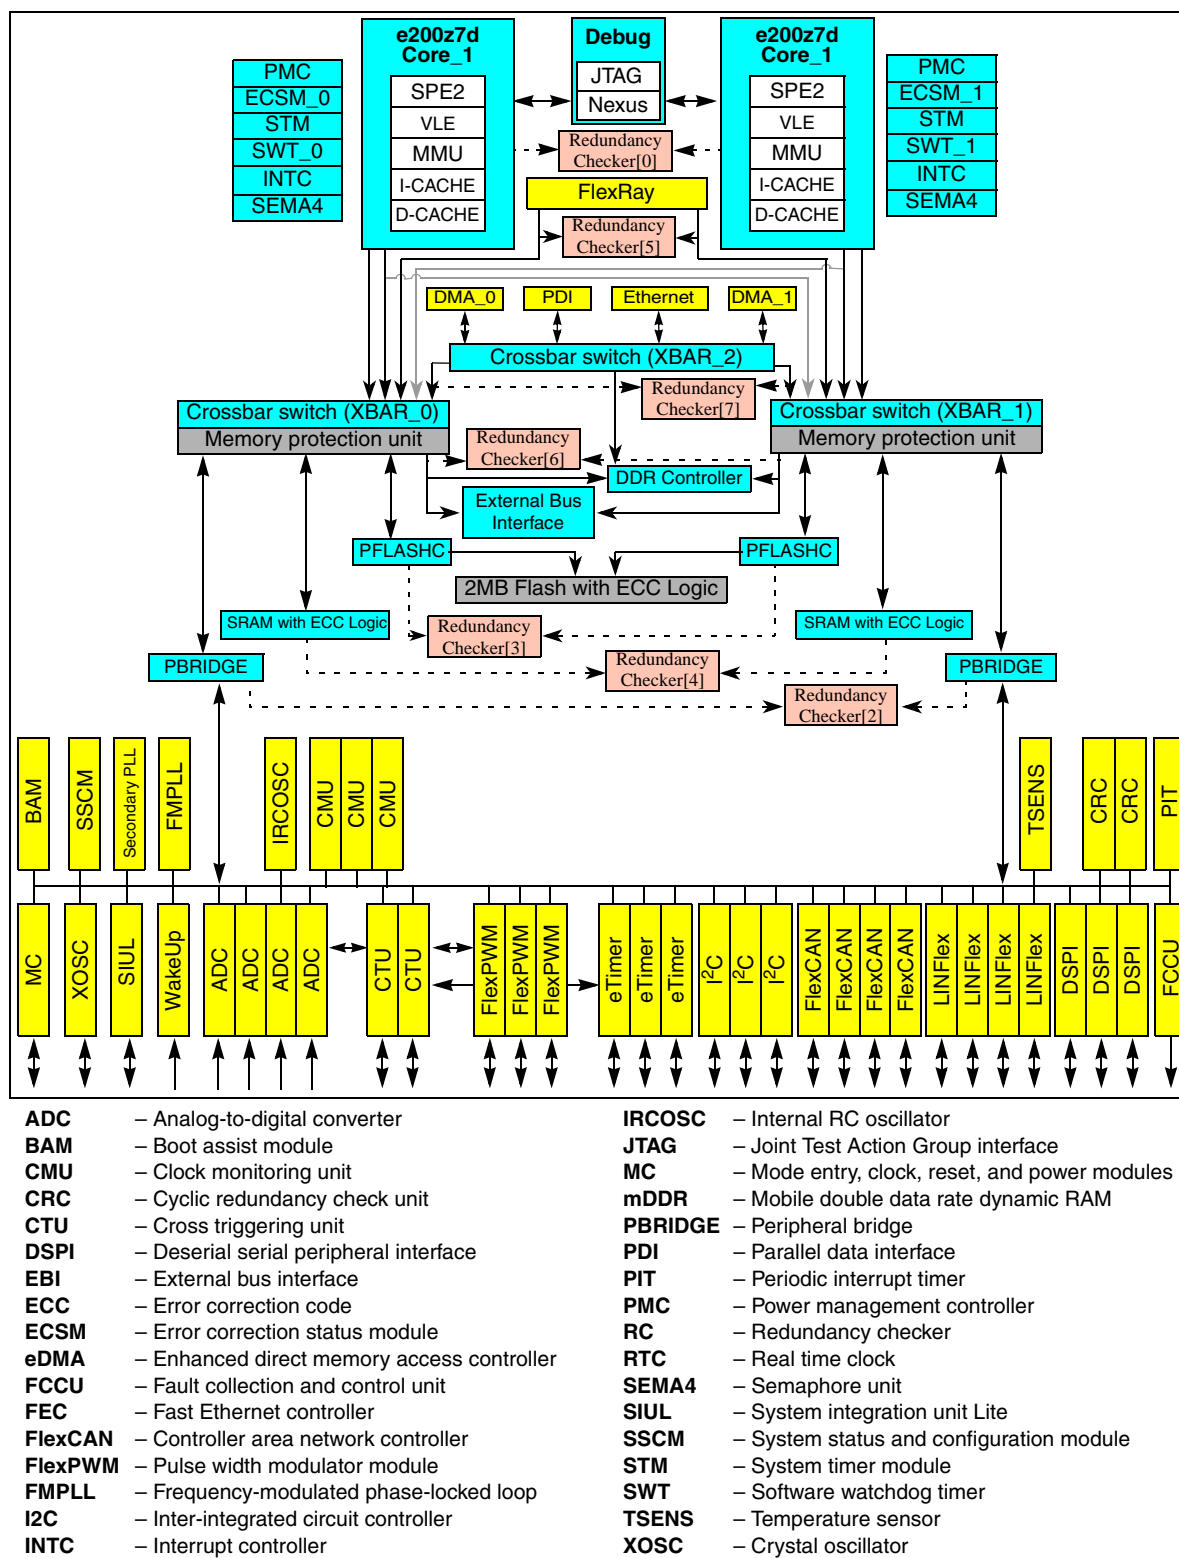 e200z7d
Core_1
SPE2
VLE
MMU
I-CACHE
D-CACHE
Debug
JTAG
Nexus
e200z7d
Core_1
SPE2
VLE
MMU
I-CACHE
D-CACHE
PMC
ECSM_0
STM
SWT_0
INTC
SEMA4
PMC
ECSM_1
STM
SWT_1
INTC
SEMA4
Redundancy
Checker[0]
FlexRay
Redundancy
Checker[5]
DMA_0
PDI
Ethernet
DMA_1
Crossbar switch (XBAR_2)
Redundancy
Checker[7]
Crossbar switch (XBAR_0)
Memory protection unit
Crossbar switch (XBAR_1)
Memory protection unit
Redundancy
Checker[6]
DDR Controller
External Bus
Interface
PFLASHC
PFLASHC
2MB Flash with ECC Logic
SRAM with ECC Logic
Redundancy
Checker[3]
SRAM with ECC Logic
PBRIDGE
Redundancy
Checker[4]
PBRIDGE
Redundancy
Checker[2]
BAM
SSCM
Secondary PLL
FMPLL
IRCOSC
CMU
CMU
CMU
TSENS
CRC
CRC
PIT
MC
XOSC
SIUL
WakeUp
ADC
ADC
ADC
ADC
CTU
CTU
FlexPWM
FlexPWM
FlexPWM
eTimer
eTimer
eTimer
I²C
I²C
I²C
FlexCAN
FlexCAN
FlexCAN
FlexCAN
LINFlex
LINFlex
LINFlex
LINFlex
DSPI
DSPI
DSPI
FCCU
ADC – Analog-to-digital converter
BAM – Boot assist module
CMU – Clock monitoring unit
CRC – Cyclic redundancy check unit
CTU – Cross triggering unit
DSPI – Deserial serial peripheral interface
EBI – External bus interface
ECC – Error correction code
ECSM – Error correction status module
eDMA – Enhanced direct memory access controller
FCCU – Fault collection and control unit
FEC – Fast Ethernet controller
FlexCAN – Controller area network controller
FlexPWM – Pulse width modulator module
FMPLL – Frequency-modulated phase-locked loop
I2C – Inter-integrated circuit controller
INTC – Interrupt controller
IRCOSC – Internal RC oscillator
JTAG – Joint Test Action Group interface
MC – Mode entry, clock, reset, and power modules
mDDR – Mobile double data rate dynamic RAM
PBRIDGE – Peripheral bridge
PDI – Parallel data interface
PIT – Periodic interrupt timer
PMC – Power management controller
RC – Redundancy checker
RTC – Real time clock
SEMA4 – Semaphore unit
SIUL – System integration unit Lite
SSCM – System status and configuration module
STM – System timer module
SWT – Software watchdog timer
TSENS – Temperature sensor
XOSC – Crystal oscillator